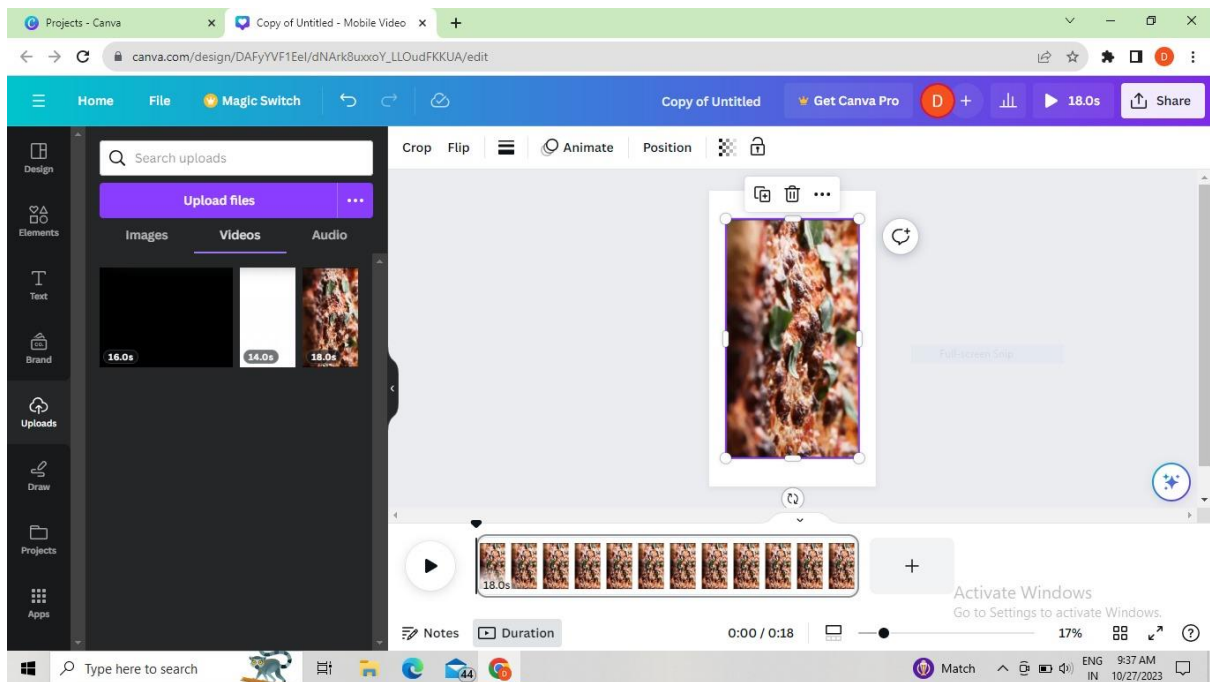 Projects - Canva
Copy of Untitled - Mobile Video
canva.com/design/DAFyYVF1EeI/dNArk8uxxoY_LLOudFKKUA/edit
D
Home File Magic Switch Copy of Untitled Get Canva Pro D + 18.0s Share
Design
Elements
Text
Brand
Uploads
Draw
Projects
Apps
Search uploads
Upload files
Images Videos Audio
16.0s 14.0s 18.0s
Crop Flip Animate Position
Full-screen Snip
18.0s
Activate Windows
Go to Settings to activate Windows.
Notes Duration 0:00 / 0:18 17%
Type here to search
44
D
Match
ENG
IN
9:37 AM
10/27/2023